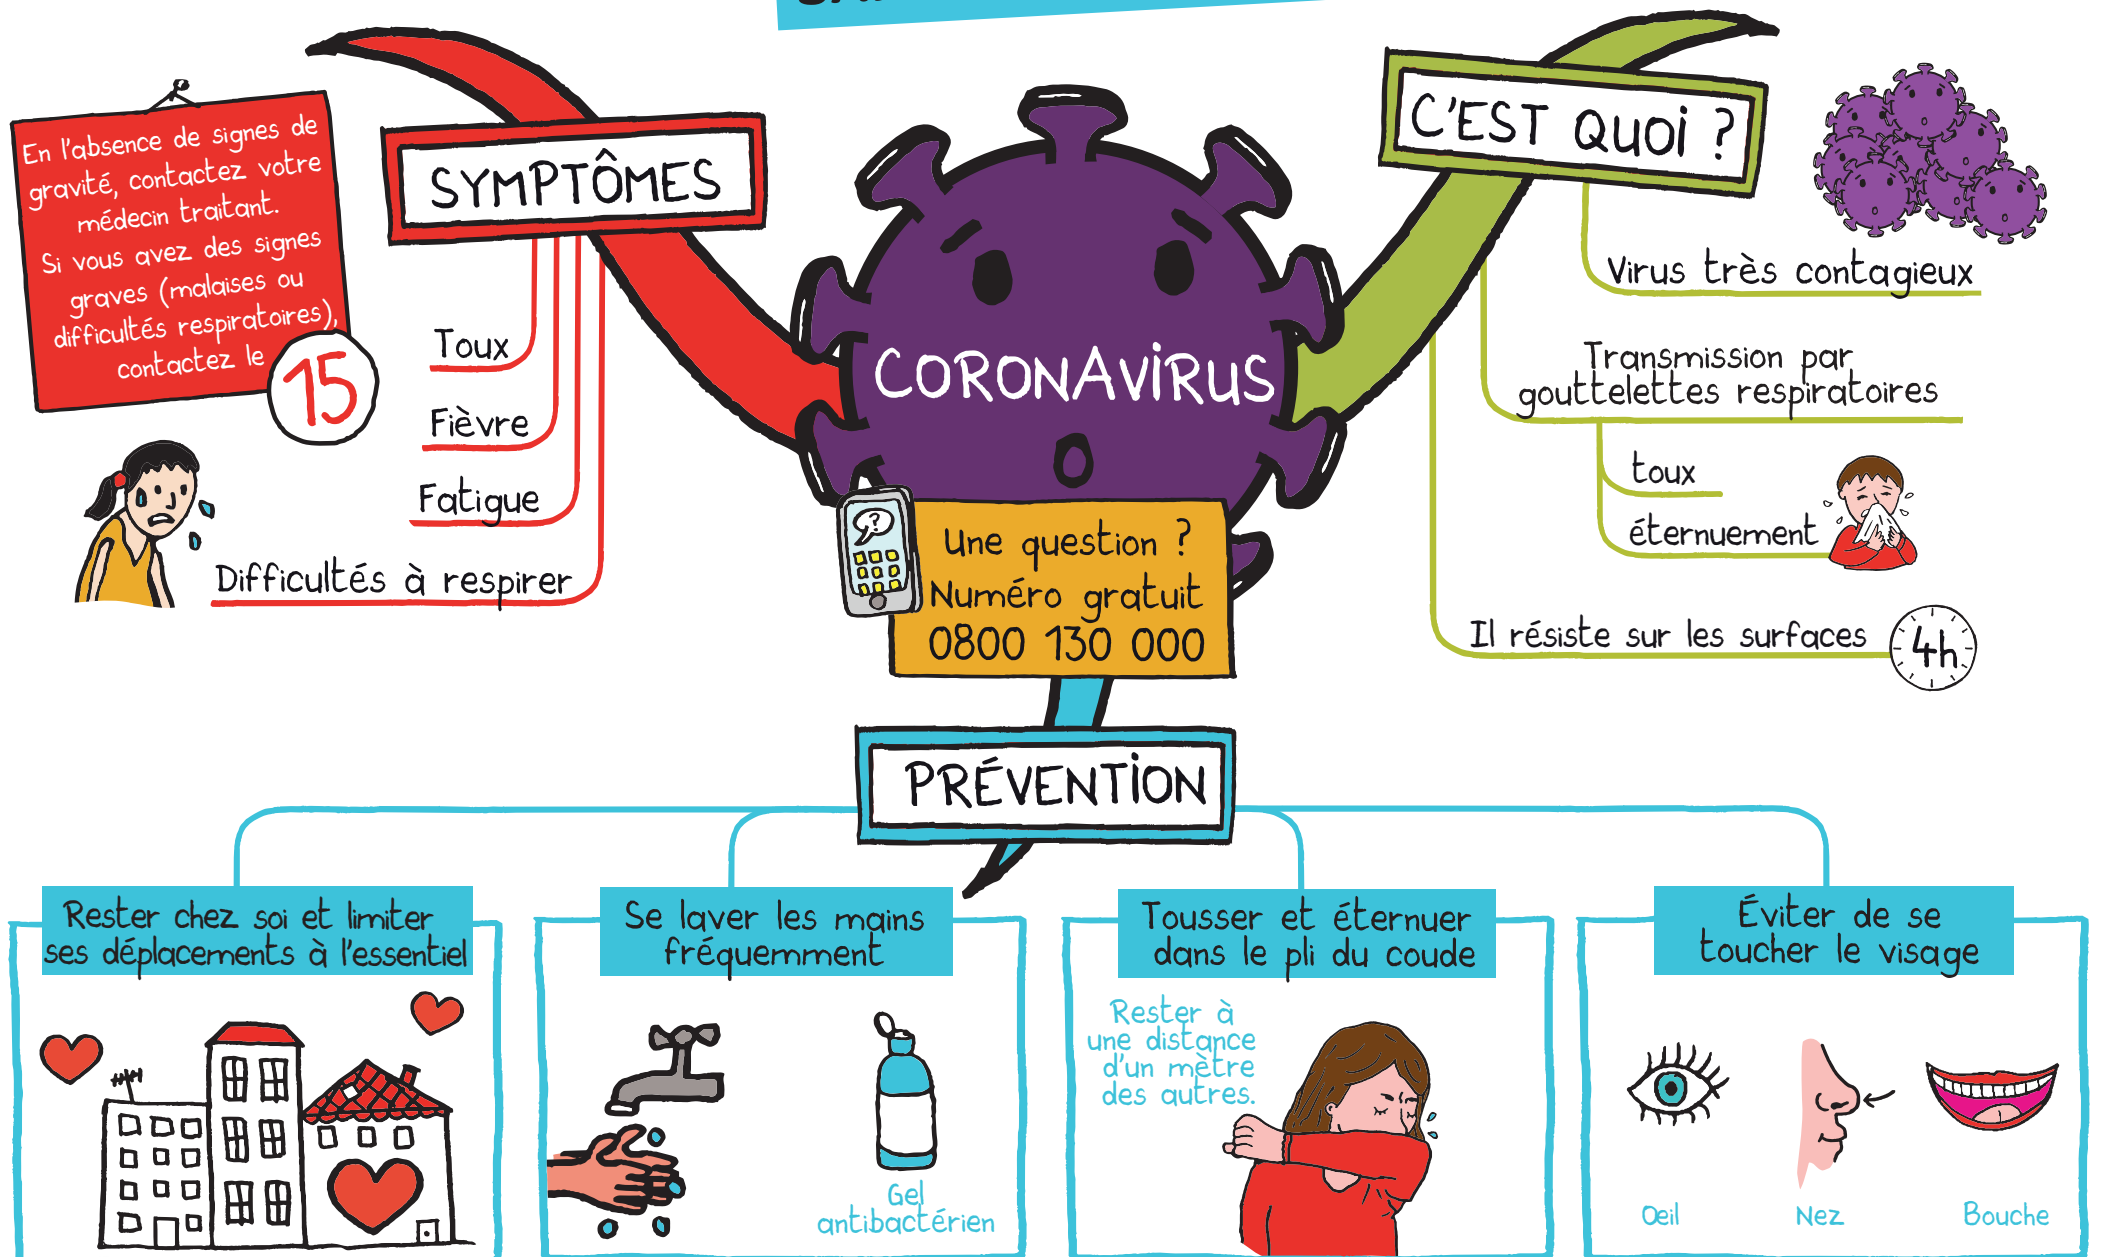 En l'absence de signes de
gravité, contactez votre
médecin traitant.
Si vous avez des signes
graves (malaises ou
difficultés respiratoires),
contactez le
15
SYMPTÔMES
Toux
Fièvre
Fatigue
Difficultés à respirer
CORONAVIRUS
?
Une question ?
Numéro gratuit
0800 130 000
C'EST QUOI ?
Virus très contagieux
Transmission par
gouttelettes respiratoires
toux
éternuement
Il résiste sur les surfaces
4h
PRÉVENTION
Rester chez soi et limiter
ses déplacements à l'essentiel
Se laver les mains
fréquemment
Gel
antibactérien
Tousser et éternuer
dans le pli du coude
Rester à
une distance
d'un mètre
des autres.
Éviter de se
toucher le visage
Œil
Nez
Bouche